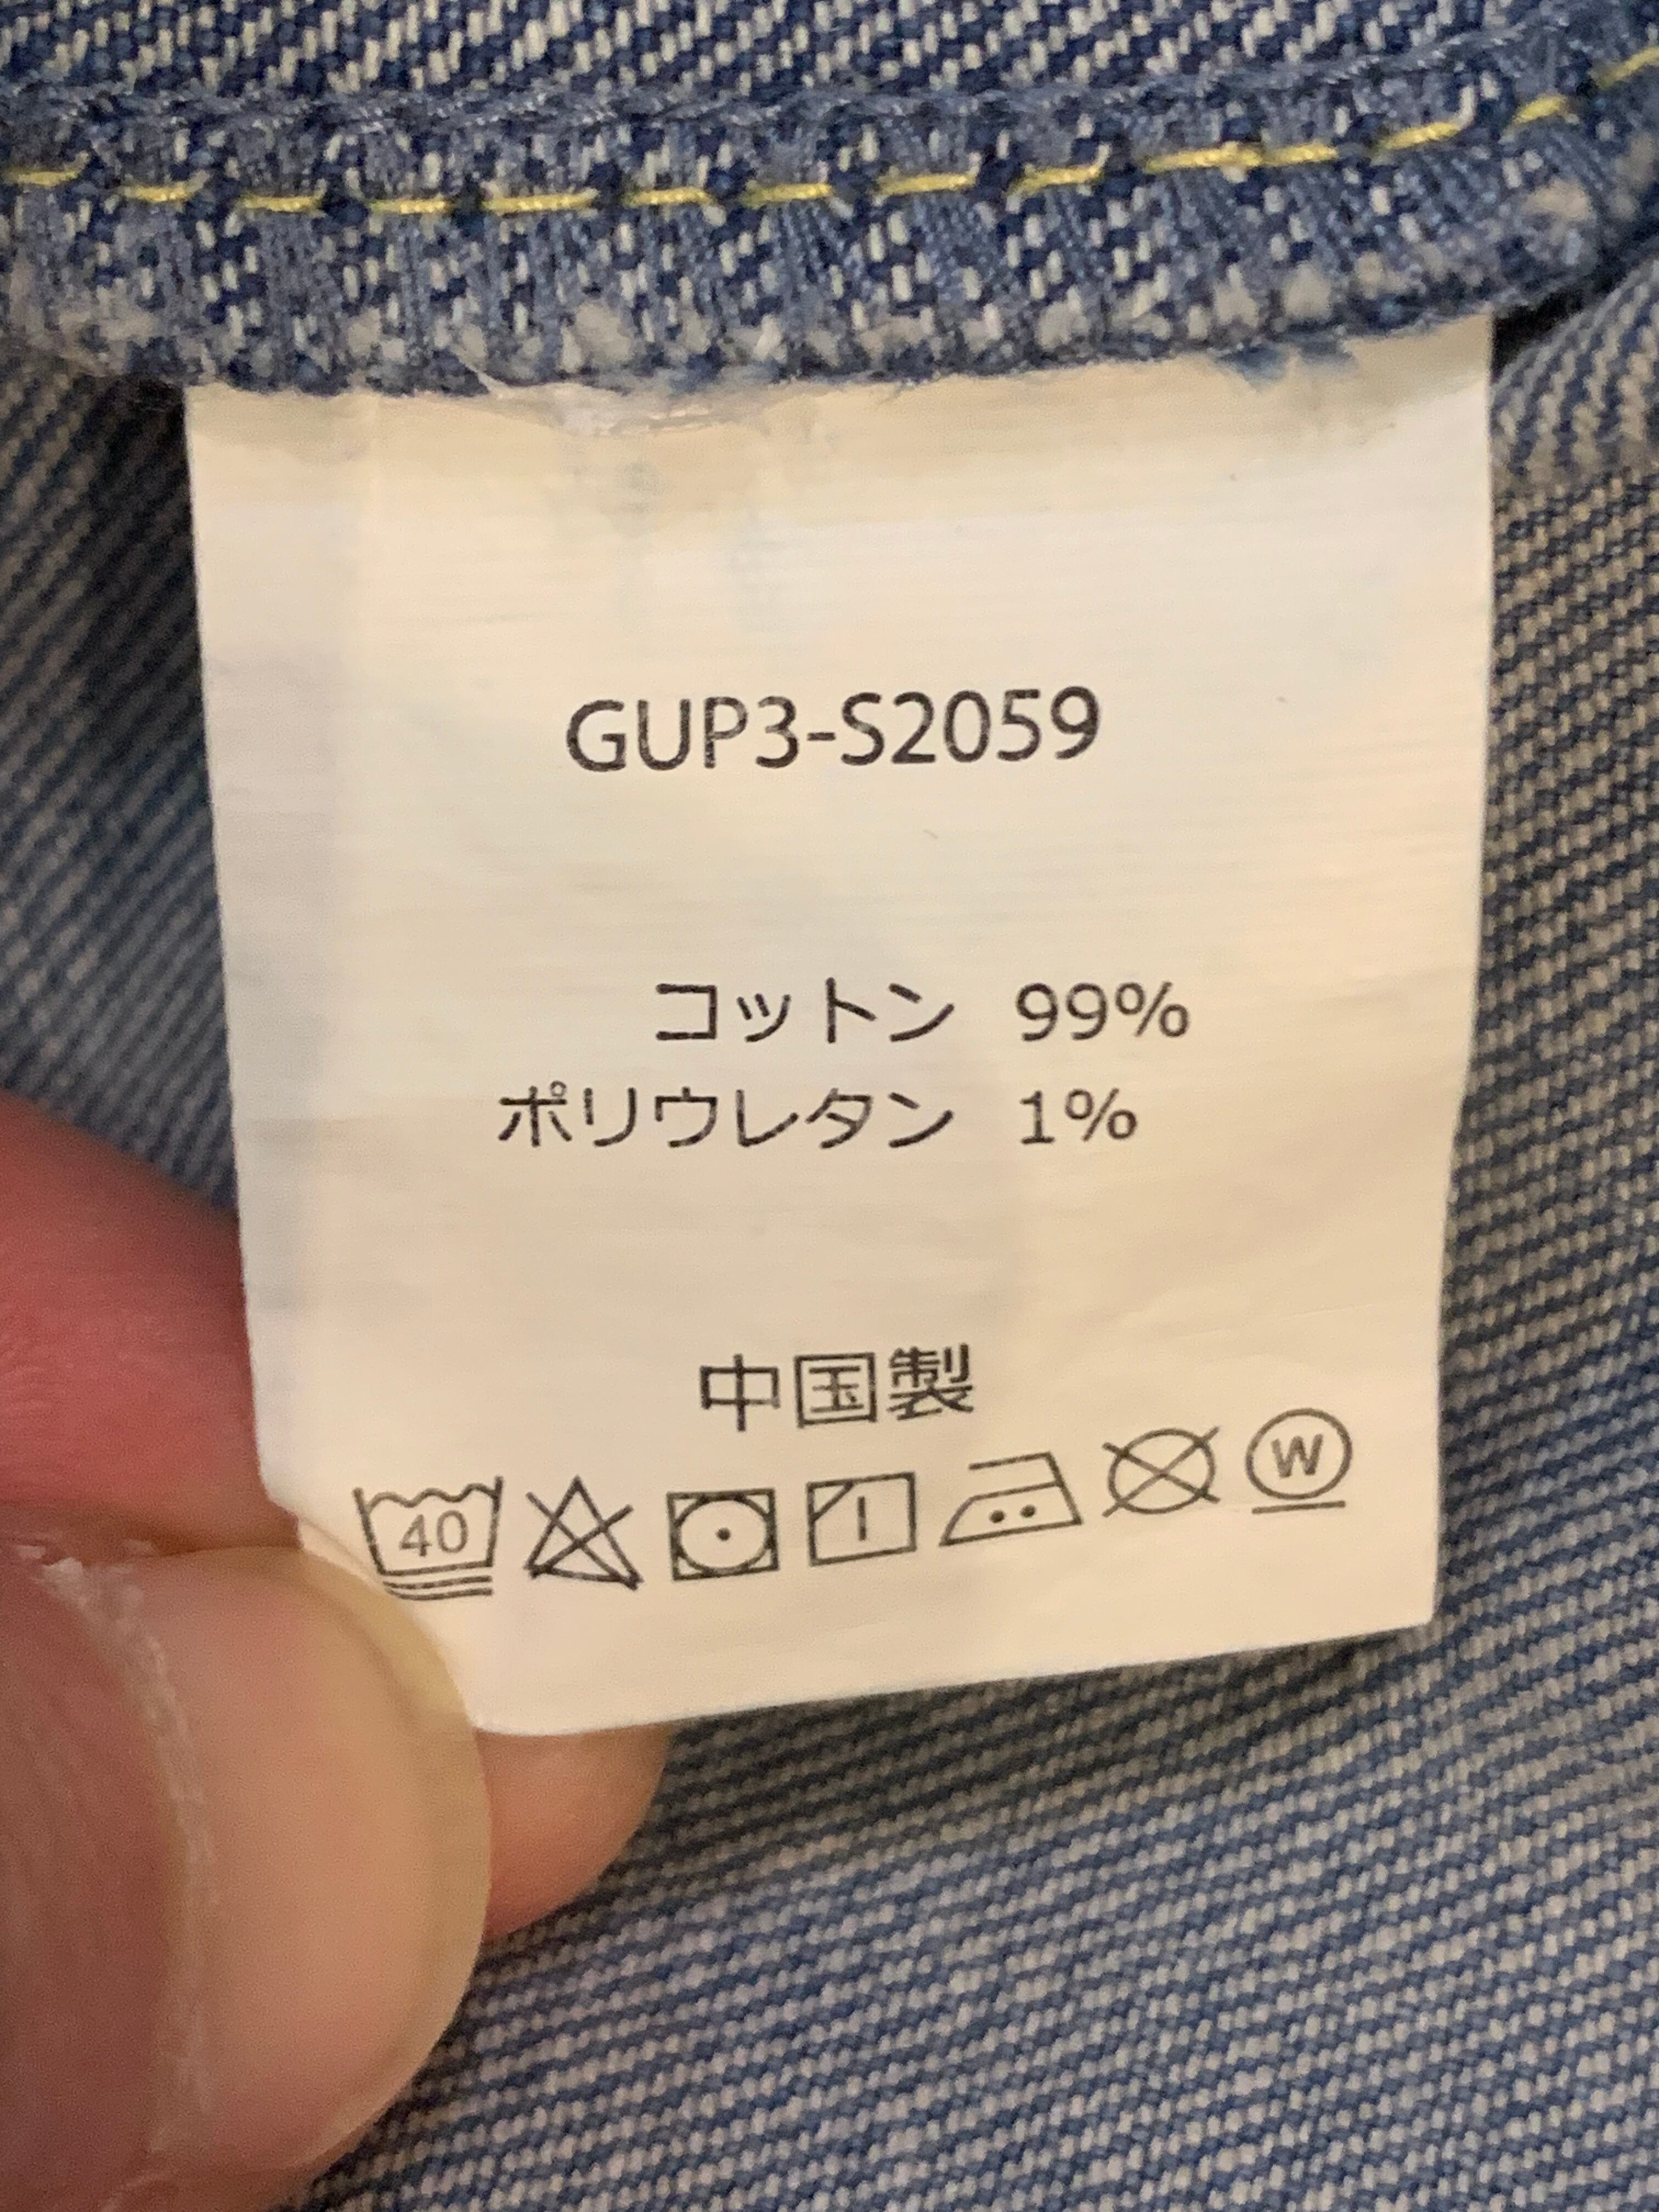 GUP3-S2059
コットン 99%
ポリウレタン 1%
中国製
40
W